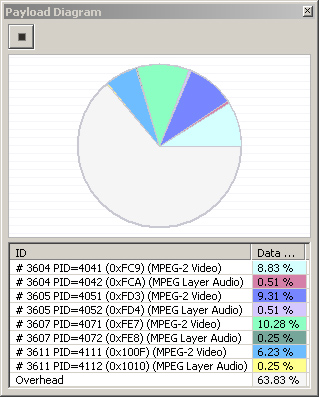 Payload Diagram
ID Data ...
# 3604 PID=4041 (0xFC9) (MPEG-2 Video) 8.83 %
# 3604 PID=4042 (0xFCA) (MPEG Layer Audio) 0.51 %
# 3605 PID=4051 (0xFD3) (MPEG-2 Video) 9.31 %
# 3605 PID=4052 (0xFD4) (MPEG Layer Audio) 0.51 %
# 3607 PID=4071 (0xFE7) (MPEG-2 Video) 10.28 %
# 3607 PID=4072 (0xFE8) (MPEG Layer Audio) 0.25 %
# 3611 PID=4111 (0x100F) (MPEG-2 Video) 6.23 %
# 3611 PID=4112 (0x1010) (MPEG Layer Audio) 0.25 %
Overhead 63.83 %